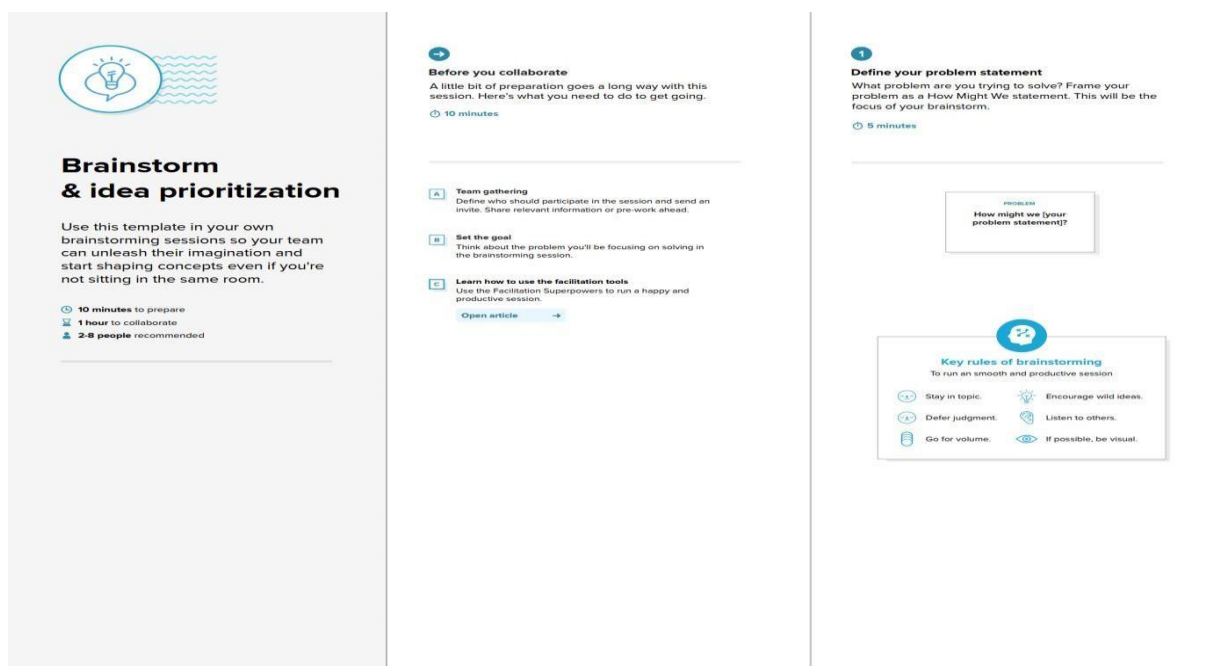 Brainstorm
& idea prioritization
Use this template in your own
brainstorming sessions so your team
can unleash their imagination and
start shaping concepts even if you're
not sitting in the same room.
10 minutes to prepare
1 hour to collaborate
2-8 people recommended
Before you collaborate
A little bit of preparation goes a long way with this
session. Here's what you need to do to get going.
10 minutes
A
Team gathering
Define who should participate in the session and send an
invite. Share relevant information or pre-work ahead.
B
Set the goal
Think about the problem you'll be focusing on solving in
the brainstorming session.
C
Learn how to use the facilitation tools
Use the Facilitation Superpowers to run a happy and
productive session.
Open article
1
Define your problem statement
What problem are you trying to solve? Frame your
problem as a How Might We statement. This will be the
focus of your brainstorm.
5 minutes
PROBLEM
How might we [your
problem statement]?
Key rules of brainstorming
To run an smooth and productive session
Stay in topic.
Encourage wild ideas.
Defer judgment.
Listen to others.
Go for volume.
If possible, be visual.